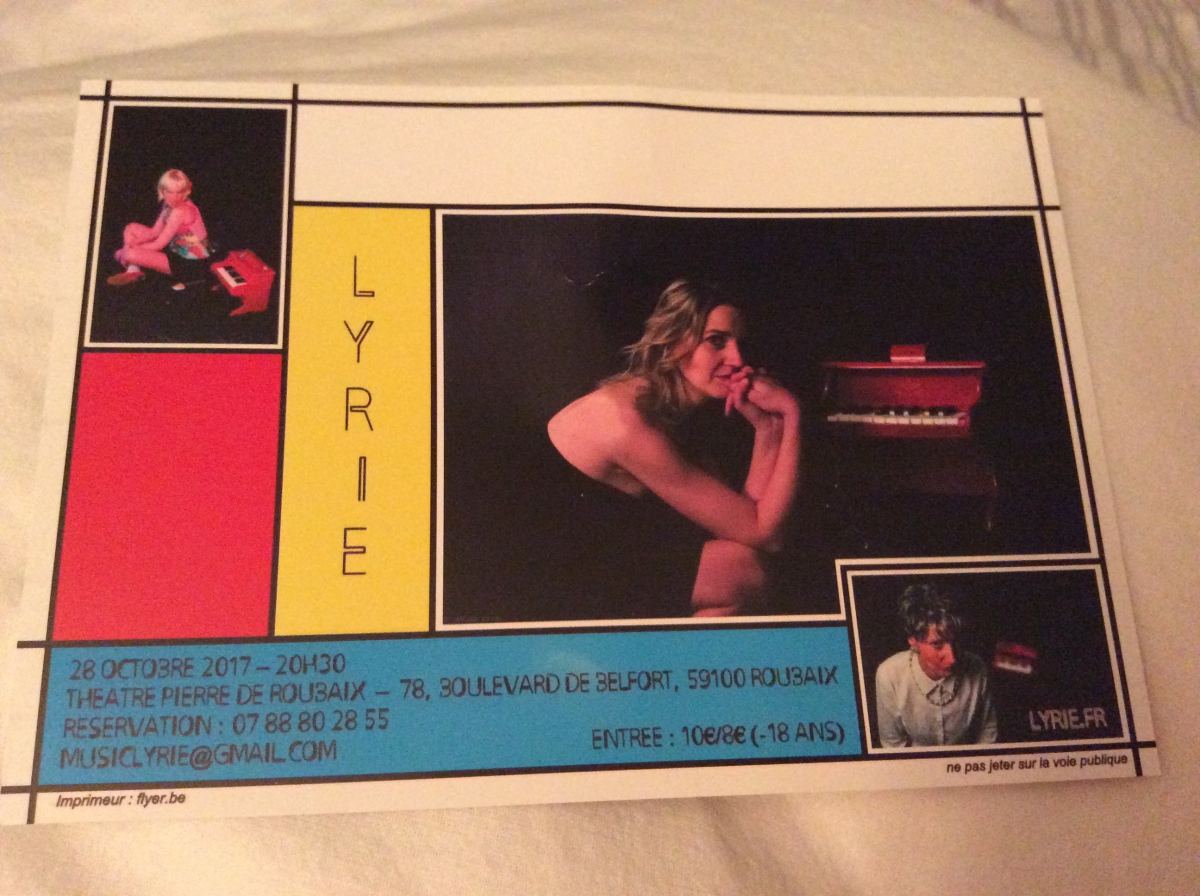 LYRIE
28 OCTOBRE 2017 – 20H30
THEATRE PIERRE DE ROUBAIX – 78, BOULEVARD DE BELFORT, 59100 ROUBAIX
RESERVATION : 07 88 80 28 55
MUSICLYRIE@GMAIL.COM
ENTREE : 10€/8€ (-18 ANS)
LYRIE.FR
Imprimeur : flyer.be
ne pas jeter sur la voie publique